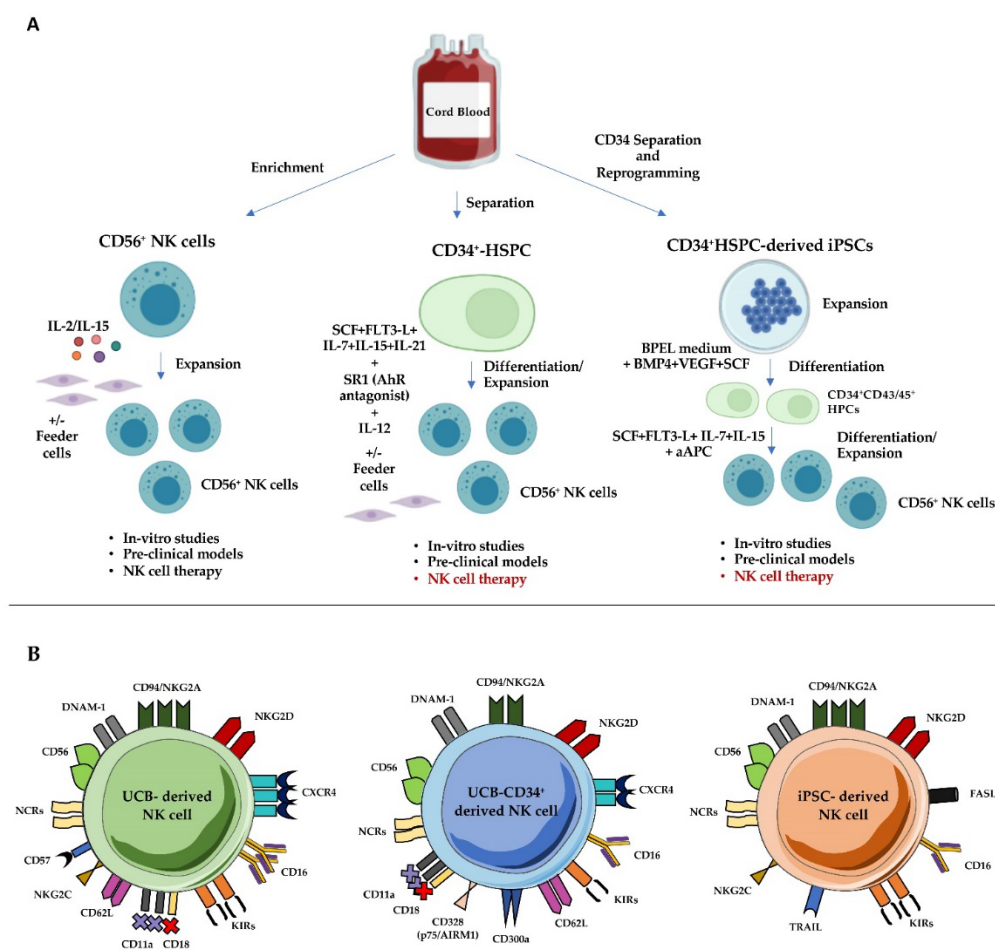 A
Cord Blood
Enrichment
Separation
CD34 Separation
and
Reprogramming
CD56⁺ NK cells
IL-2/IL-15
Expansion
+/-
Feeder
cells
CD56⁺ NK cells
• In-vitro studies
• Pre-clinical models
• NK cell therapy
CD34⁺-HSPC
SCF+FLT3-L+
IL-7+IL-15+IL-21
+
SR1 (AhR
antagonist)
+
IL-12
+/-
Feeder
cells
Differentiation/
Expansion
CD56⁺ NK cells
• In-vitro studies
• Pre-clinical models
• NK cell therapy
CD34⁺HSPC-derived iPSCs
Expansion
BPEL medium
+ BMP4+VEGF+SCF
Differentiation
CD34⁺CD43/45⁺
HPCs
SCF+FLT3-L+ IL-7+IL-15
+ aAPC
Differentiation/
Expansion
CD56⁺ NK cells
• In-vitro studies
• Pre-clinical models
• NK cell therapy
B
CD94/NKG2A
DNAM-1
NKG2D
CD56
CXCR4
NCRs
UCB- derived
NK cell
CD57
CD16
NKG2C
CD62L
KIRs
CD11a
CD18
CD94/NKG2A
DNAM-1
NKG2D
CD56
CXCR4
UCB-CD34⁺
derived NK cell
NCRs
CD16
CD11a
CD18
KIRs
CD328
(p75/AIRM1)
CD300a
CD62L
CD94/NKG2A
DNAM-1
NKG2D
CD56
FASL
iPSC- derived
NK cell
NCRs
CD16
NKG2C
KIRs
TRAIL